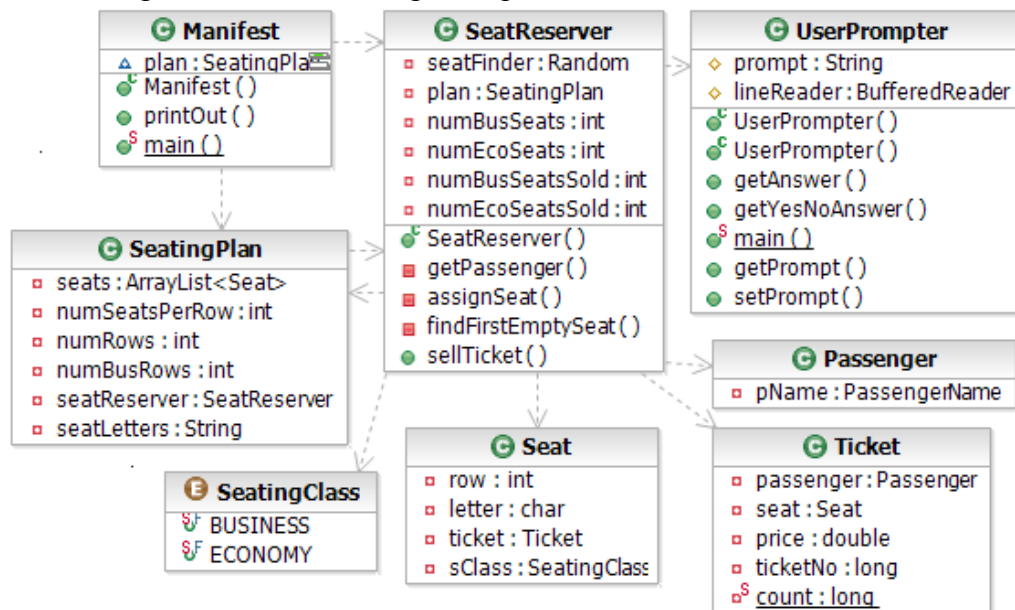 Manifest
plan : SeatingPla
Manifest ( )
printOut ( )
main ( )
SeatReserver
seatFinder : Random
plan : SeatingPlan
numBusSeats : int
numEcoSeats : int
numBusSeatsSold : int
numEcoSeatsSold : int
SeatReserver ( )
getPassenger ( )
assignSeat ( )
findFirstEmptySeat ( )
sellTicket ( )
UserPrompter
prompt : String
lineReader : BufferedReader
UserPrompter ( )
UserPrompter ( )
getAnswer ( )
getYesNoAnswer ( )
main ( )
getPrompt ( )
setPrompt ( )
SeatingPlan
seats : ArrayList<Seat>
numSeatsPerRow : int
numRows : int
numBusRows : int
seatReserver : SeatReserver
seatLetters : String
Passenger
pName : PassengerName
SeatingClass
BUSINESS
ECONOMY
Seat
row : int
letter : char
ticket : Ticket
sClass : SeatingClass
Ticket
passenger : Passenger
seat : Seat
price : double
ticketNo : long
count : long